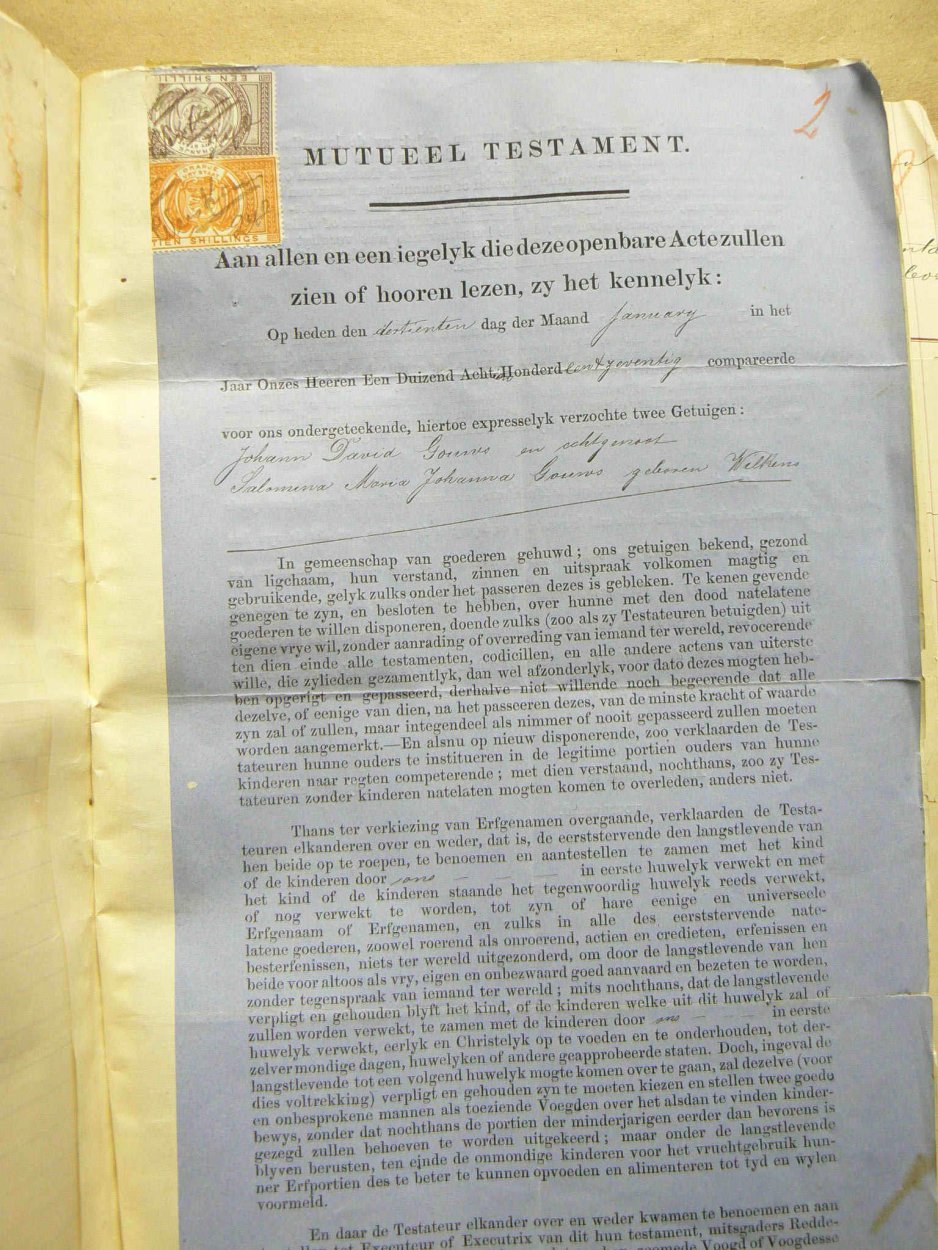 2
EEN SHILLING
ORANGE
TIEN SHILLINGS
MUTUEEL TESTAMENT.
Aan allen en een iegelyk die deze openbare Acte zullen
zien of hooren lezen, zy het kennelyk:
Op heden den dertienten dag der Maand January in het
Jaar Onzes Heeren Een Duizend Acht Honderd eentzeventig compareerde
voor ons ondergeteekende, hiertoe expresselyk verzochte twee Getuigen:
Johann David Gouws en echtgenoot
Salomina Maria Johanna Gouws geboren Welkens
In gemeenschap van goederen gehuwd; ons getuigen bekend, gezond
van ligchaam, hun verstand, zinnen en uitspraak volkomen magtig en
gebruikende, gelyk zulks onder het passeren dezes is gebleken. Te kenen gevende
genegen te zyn, en besloten te hebben, over hunne met den dood natelatene
goederen te willen disponeren, doende zulks (zoo als zy Testateuren betuigden) uit
eigene vrye wil, zonder aanrading of overreding van iemand ter wereld, revocerende
ten dien einde alle testamenten, codicillen, en alle andere acten van uiterste
wille, die zylieden gezamentlyk, dan wel afzonderlyk, voor dato dezes mogten heb-
ben opgerigt en gepasseerd, derhalve niet willende noch begeerende dat alle
dezelve, of eenige van dien, na het passceren dezes, van de minste kracht of waarde
zyn zal of zullen, maar integendeel als nimmer of nooit gepasseerd zullen moeten
worden aangemerkt.—En alsnu op nieuw disponerende, zoo verklaarden de Tes-
tateuren hunne ouders te institueren in de legitime portien ouders van hunne
kinderen naar regten competerende; met dien verstaand, nochthans, zoo zy Tes-
tateuren zonder kinderen natelaten mogten komen te overleden, anders niet.
Thans ter verkiezing van Erfgenamen overgaande, verklaarden de Testa-
teuren elkanderen over en weder, dat is, de eerststervende den langstlevende van
hen beide op te roepen, te benoemen en aantestellen te zamen met het kind
of de kinderen door ons — — — in eerste huwelyk verwekt en met
het kind of de kinderen staande het tegenwoordig huwelyk reeds verwekt,
of nog verwekt te worden, tot zyn of hare eenige en universeele
Erfgenaam of Erfgenamen, en zulks in alle des eerststervende nate-
latene goederen, zoowel roerend als onroerend, actien en credieten, erfenissen en
besterfenissen, niets ter wereld uitgezonderd, om door de langstlevende van hen
beide voor altoos als vry, eigen en onbezwaard goed aanvaard en bezeten te worden,
zonder tegenspraak van iemand ter wereld; mits nochthans, dat de langstlevende
verpligt en gehouden blyft het kind, of de kinderen welke uit dit huwelyk zal of
zullen worden verwekt, te zamen met de kinderen door ons — — in eerste
huwelyk verwekt, eerlyk en Christelyk op te voeden en te onderhouden, tot der-
zelver mondige dagen, huwelyken of andere geapprobeerde staten. Doch, ingeval de
langstlevende tot een volgend huwelyk mogte komen over te gaan, zal dezelve (voor
dies voltrekking) verpligt en gehouden zyn te moeten kiezen en stellen twee goede
en onbesprokene mannen als toeziende Voegden over het alsdan te vinden kinder-
bewys, zonder dat nochthans de portien der minderjarigen eerder dan bevorens is
gezegd zullen behoeven te worden uitgekeerd; maar onder de langstlevende
blyven berusten, ten einde de onmondige kinderen voor het vruchtgebruik hun-
ner Erfportien des te beter te kunnen opvoeden en alimenteren tot tyd en wylen
voormeld.
En daar de Testateur elkander over en weder kwamen te benoemen en aan
tot Executeur of Executrix van dit hun testament, mitsgaders Redde-
Voogd of Voogdesse